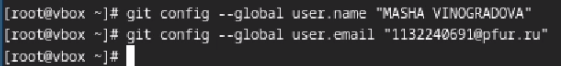 [root@vbox ~]# git config --global user.name "MASHA VINOGRADOVA"
[root@vbox ~]# git config --global user.email "1132240691@pfur.ru"
[root@vbox ~]#